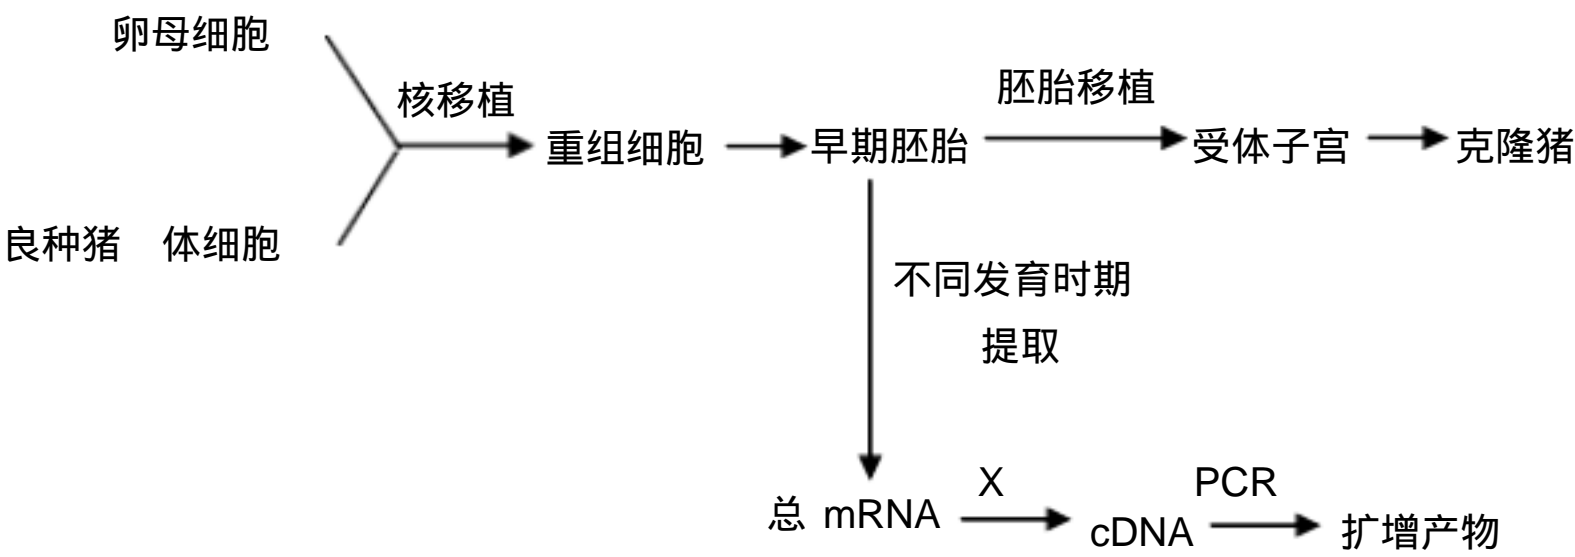 卵母细胞
核移植
胚胎移植
重组细胞
早期胚胎
受体子宫
克隆猪
良种猪 体细胞
不同发育时期
提取
总 mRNA
X
cDNA
PCR
扩增产物